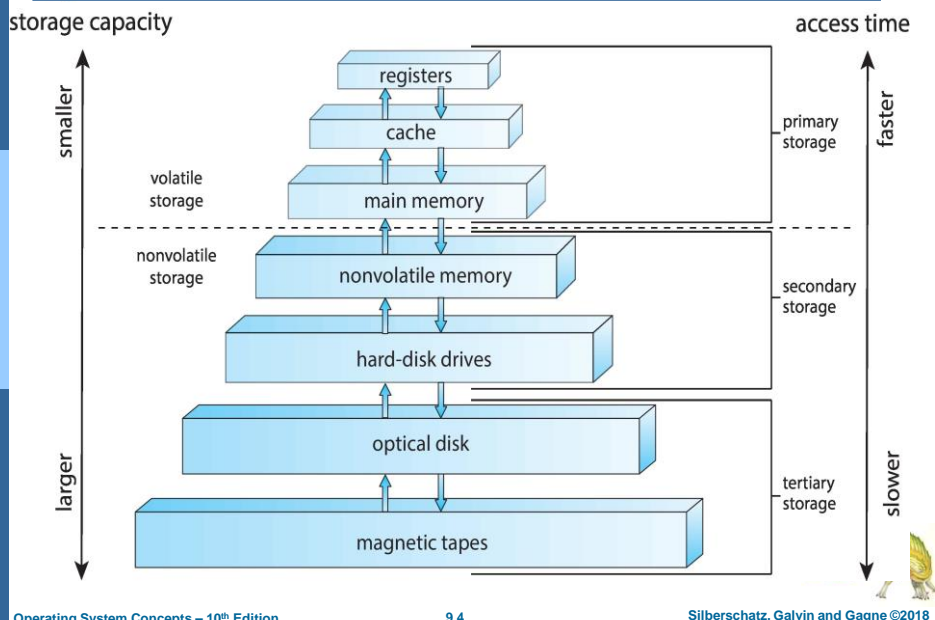 storage capacity
access time
smaller
larger
faster
slower
registers
cache
main memory
nonvolatile memory
hard-disk drives
optical disk
magnetic tapes
volatile
storage
nonvolatile
storage
primary
storage
secondary
storage
tertiary
storage
Operating System Concepts – 10th Edition
9.4
Silberschatz, Galvin and Gagne ©2018